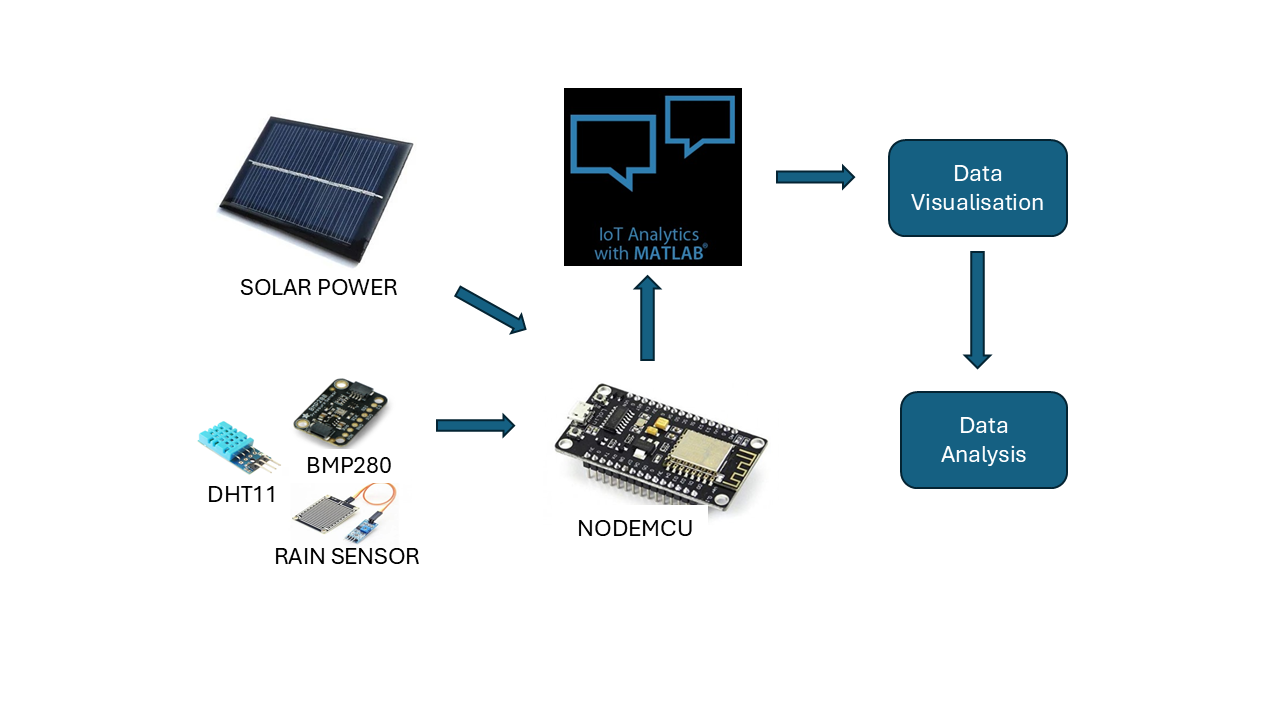 IoT Analytics
with MATLAB®
Data
Visualisation
SOLAR POWER
BMP280
DHT11
RAIN SENSOR
NODEMCU
Data
Analysis